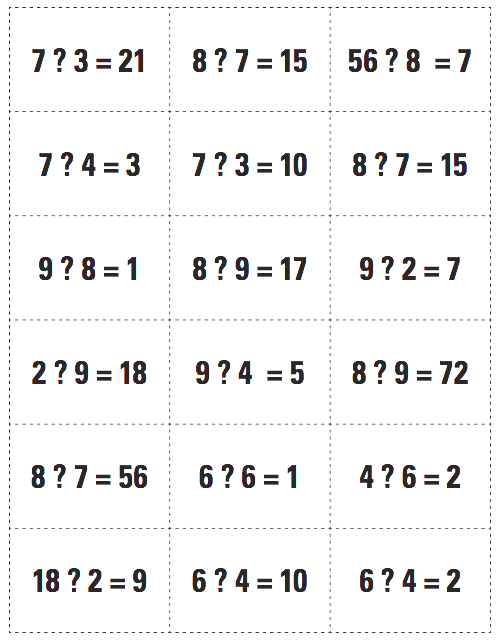 7 ? 3 = 21
8 ? 7 = 15
56 ? 8 = 7
7 ? 4 = 3
7 ? 3 = 10
8 ? 7 = 15
9 ? 8 = 1
8 ? 9 = 17
9 ? 2 = 7
2 ? 9 = 18
9 ? 4 = 5
8 ? 9 = 72
8 ? 7 = 56
6 ? 6 = 1
4 ? 6 = 2
18 ? 2 = 9
6 ? 4 = 10
6 ? 4 = 2